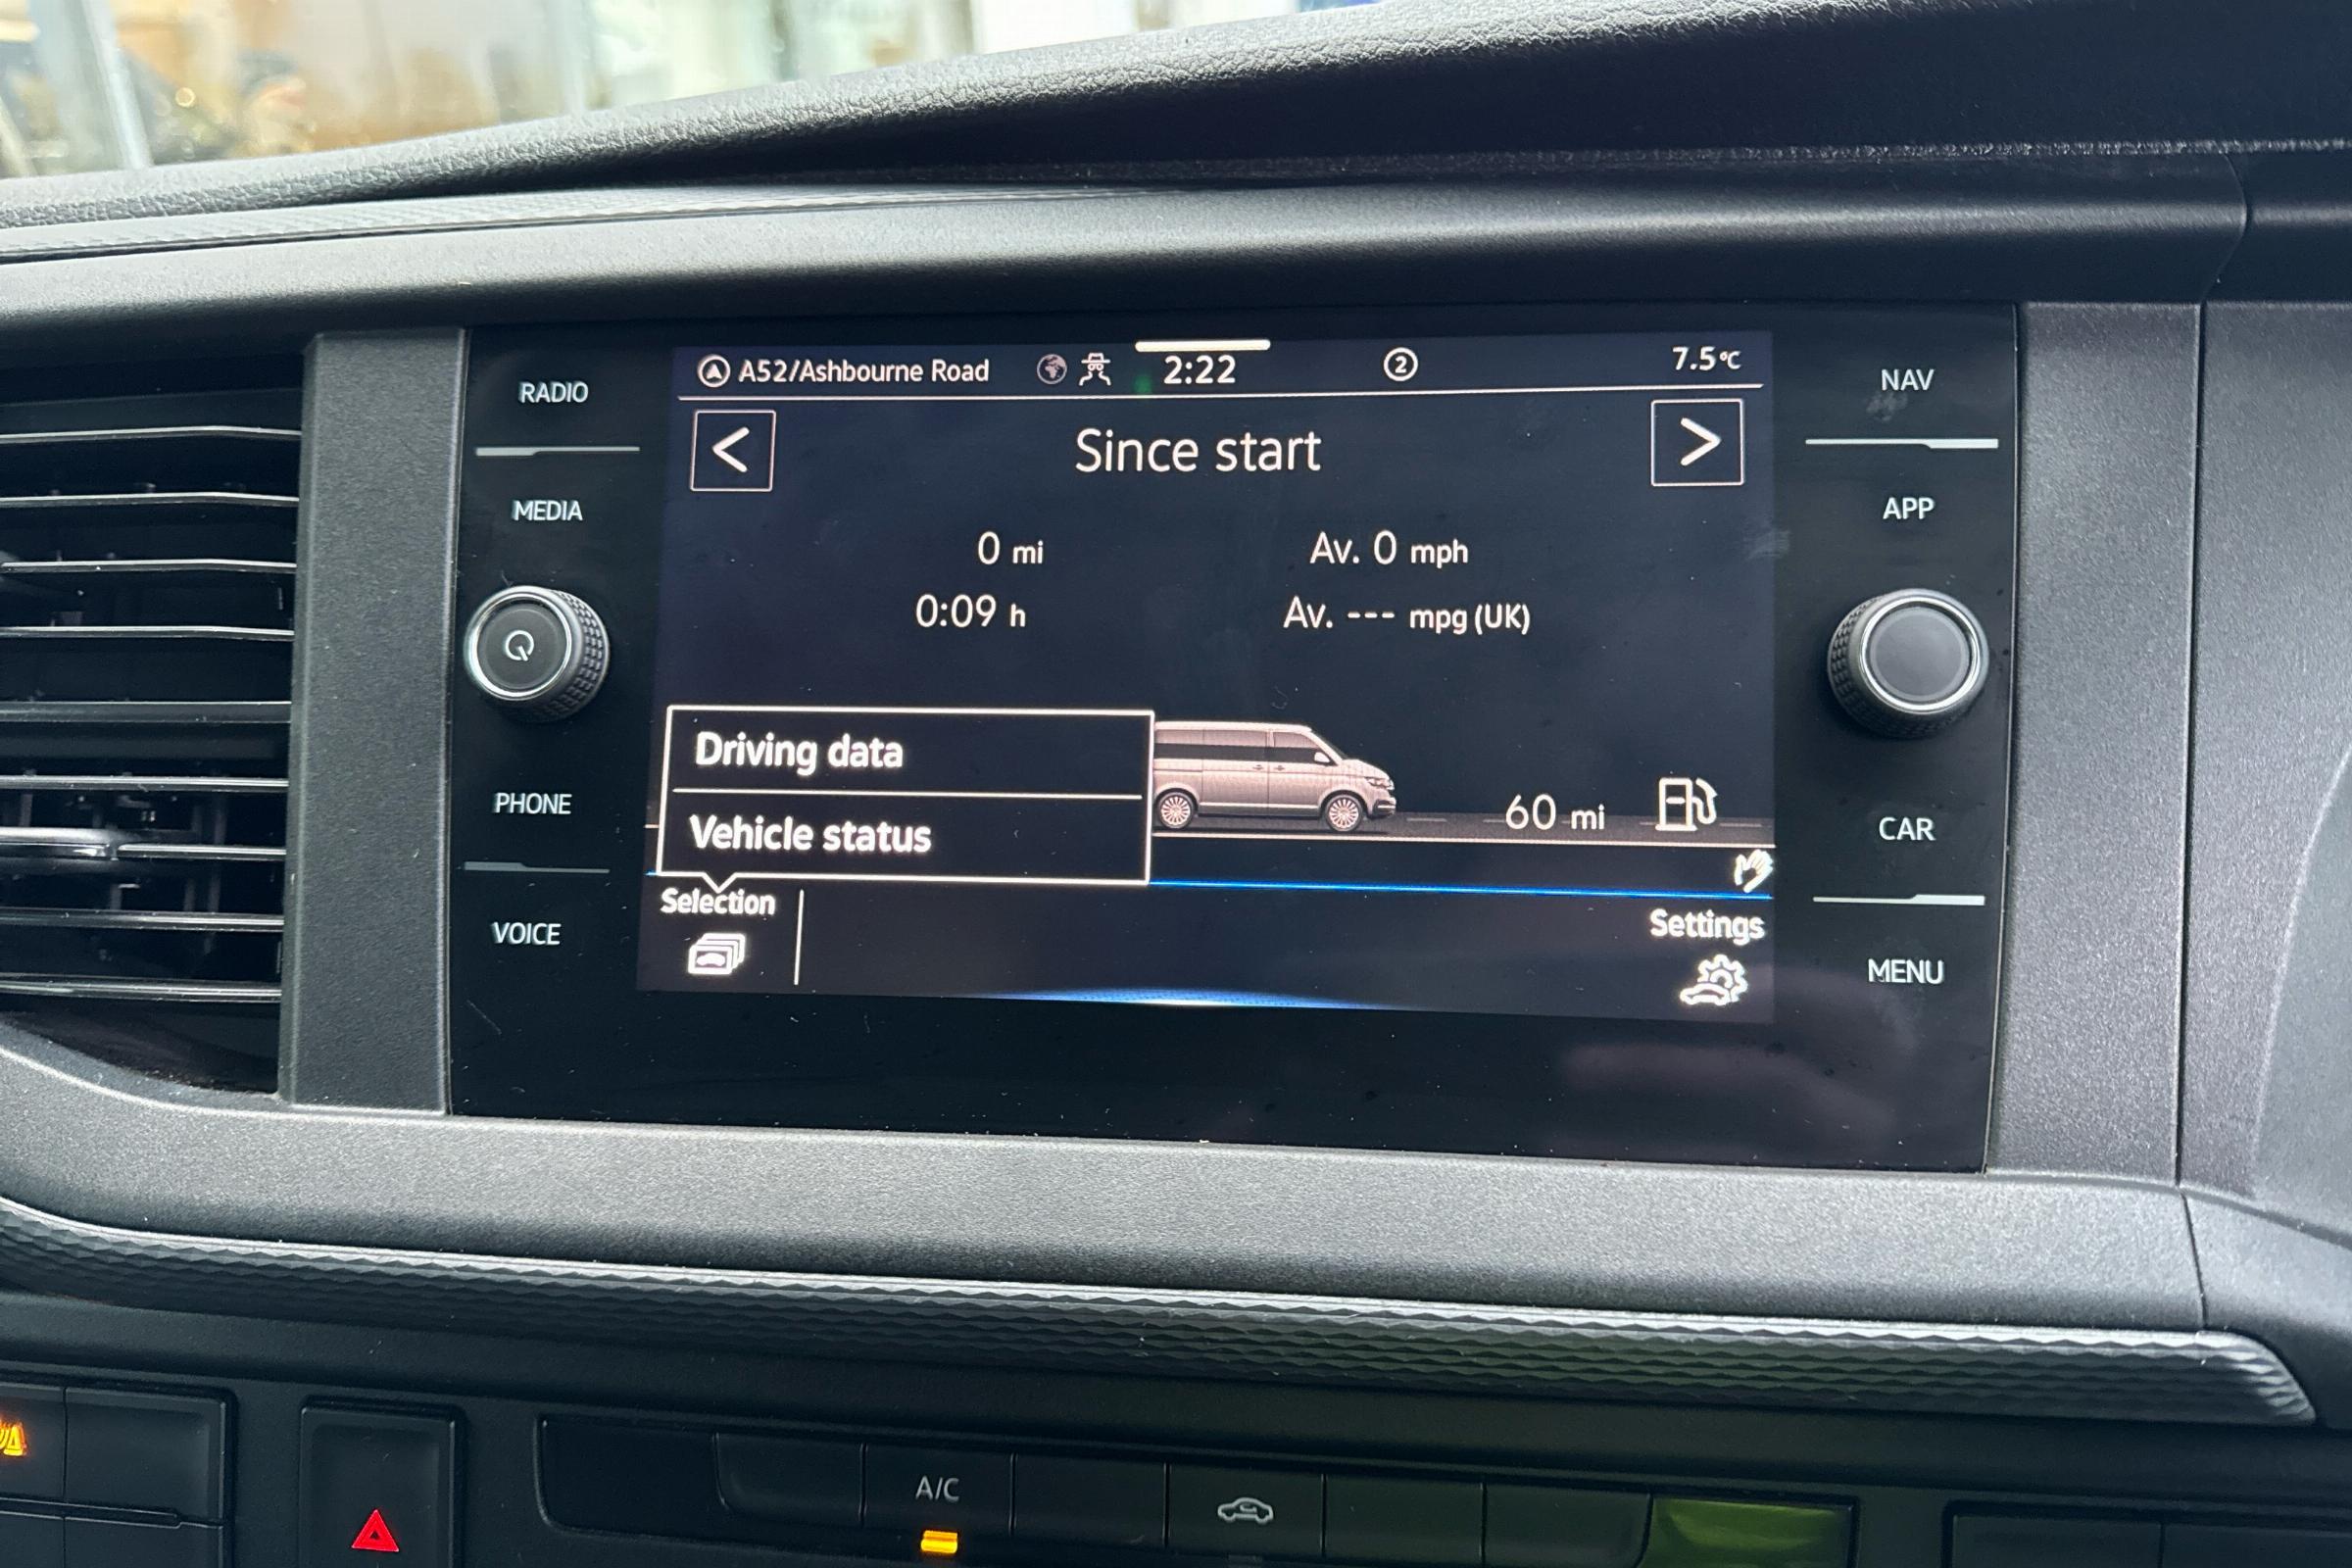 RADIO
MEDIA
PHONE
VOICE
A52/Ashbourne Road
2:22
2
7.5°C
<
Since start
>
0 mi
Av. 0 mph
0:09 h
Av. --- mpg (UK)
Driving data
Vehicle status
60 mi
Selection
Settings
NAV
APP
CAR
MENU
A/C